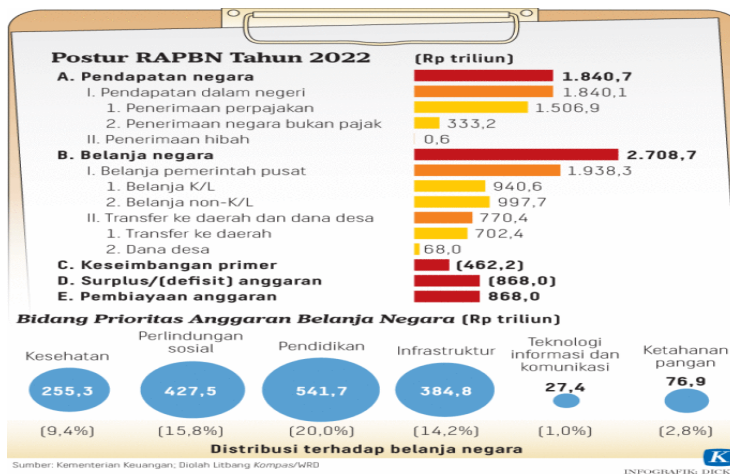 Postur RAPBN Tahun 2022 (Rp triliun)
A. Pendapatan negara 1.840,7
I. Pendapatan dalam negeri 1.840,1
1. Penerimaan perpajakan 1.506,9
2. Penerimaan negara bukan pajak 333,2
II. Penerimaan hibah 0,6
B. Belanja negara 2.708,7
I. Belanja pemerintah pusat 1.938,3
1. Belanja K/L 940,6
2. Belanja non-K/L 997,7
II. Transfer ke daerah dan dana desa 770,4
1. Transfer ke daerah 702,4
2. Dana desa 68,0
C. Keseimbangan primer (462,2)
D. Surplus/(defisit) anggaran (868,0)
E. Pembiayaan anggaran 868,0
Bidang Prioritas Anggaran Belanja Negara (Rp triliun)
Kesehatan
255,3
(9,4%)
Perlindungan
sosial
427,5
(15,8%)
Pendidikan
541,7
(20,0%)
Infrastruktur
384,8
(14,2%)
Teknologi
informasi dan
komunikasi
27,4
(1,0%)
Ketahanan
pangan
76,9
(2,8%)
Distribusi terhadap belanja negara
Sumber: Kementerian Keuangan; Diolah Litbang Kompas/WRD
K
INFOGRAFIK: DICK